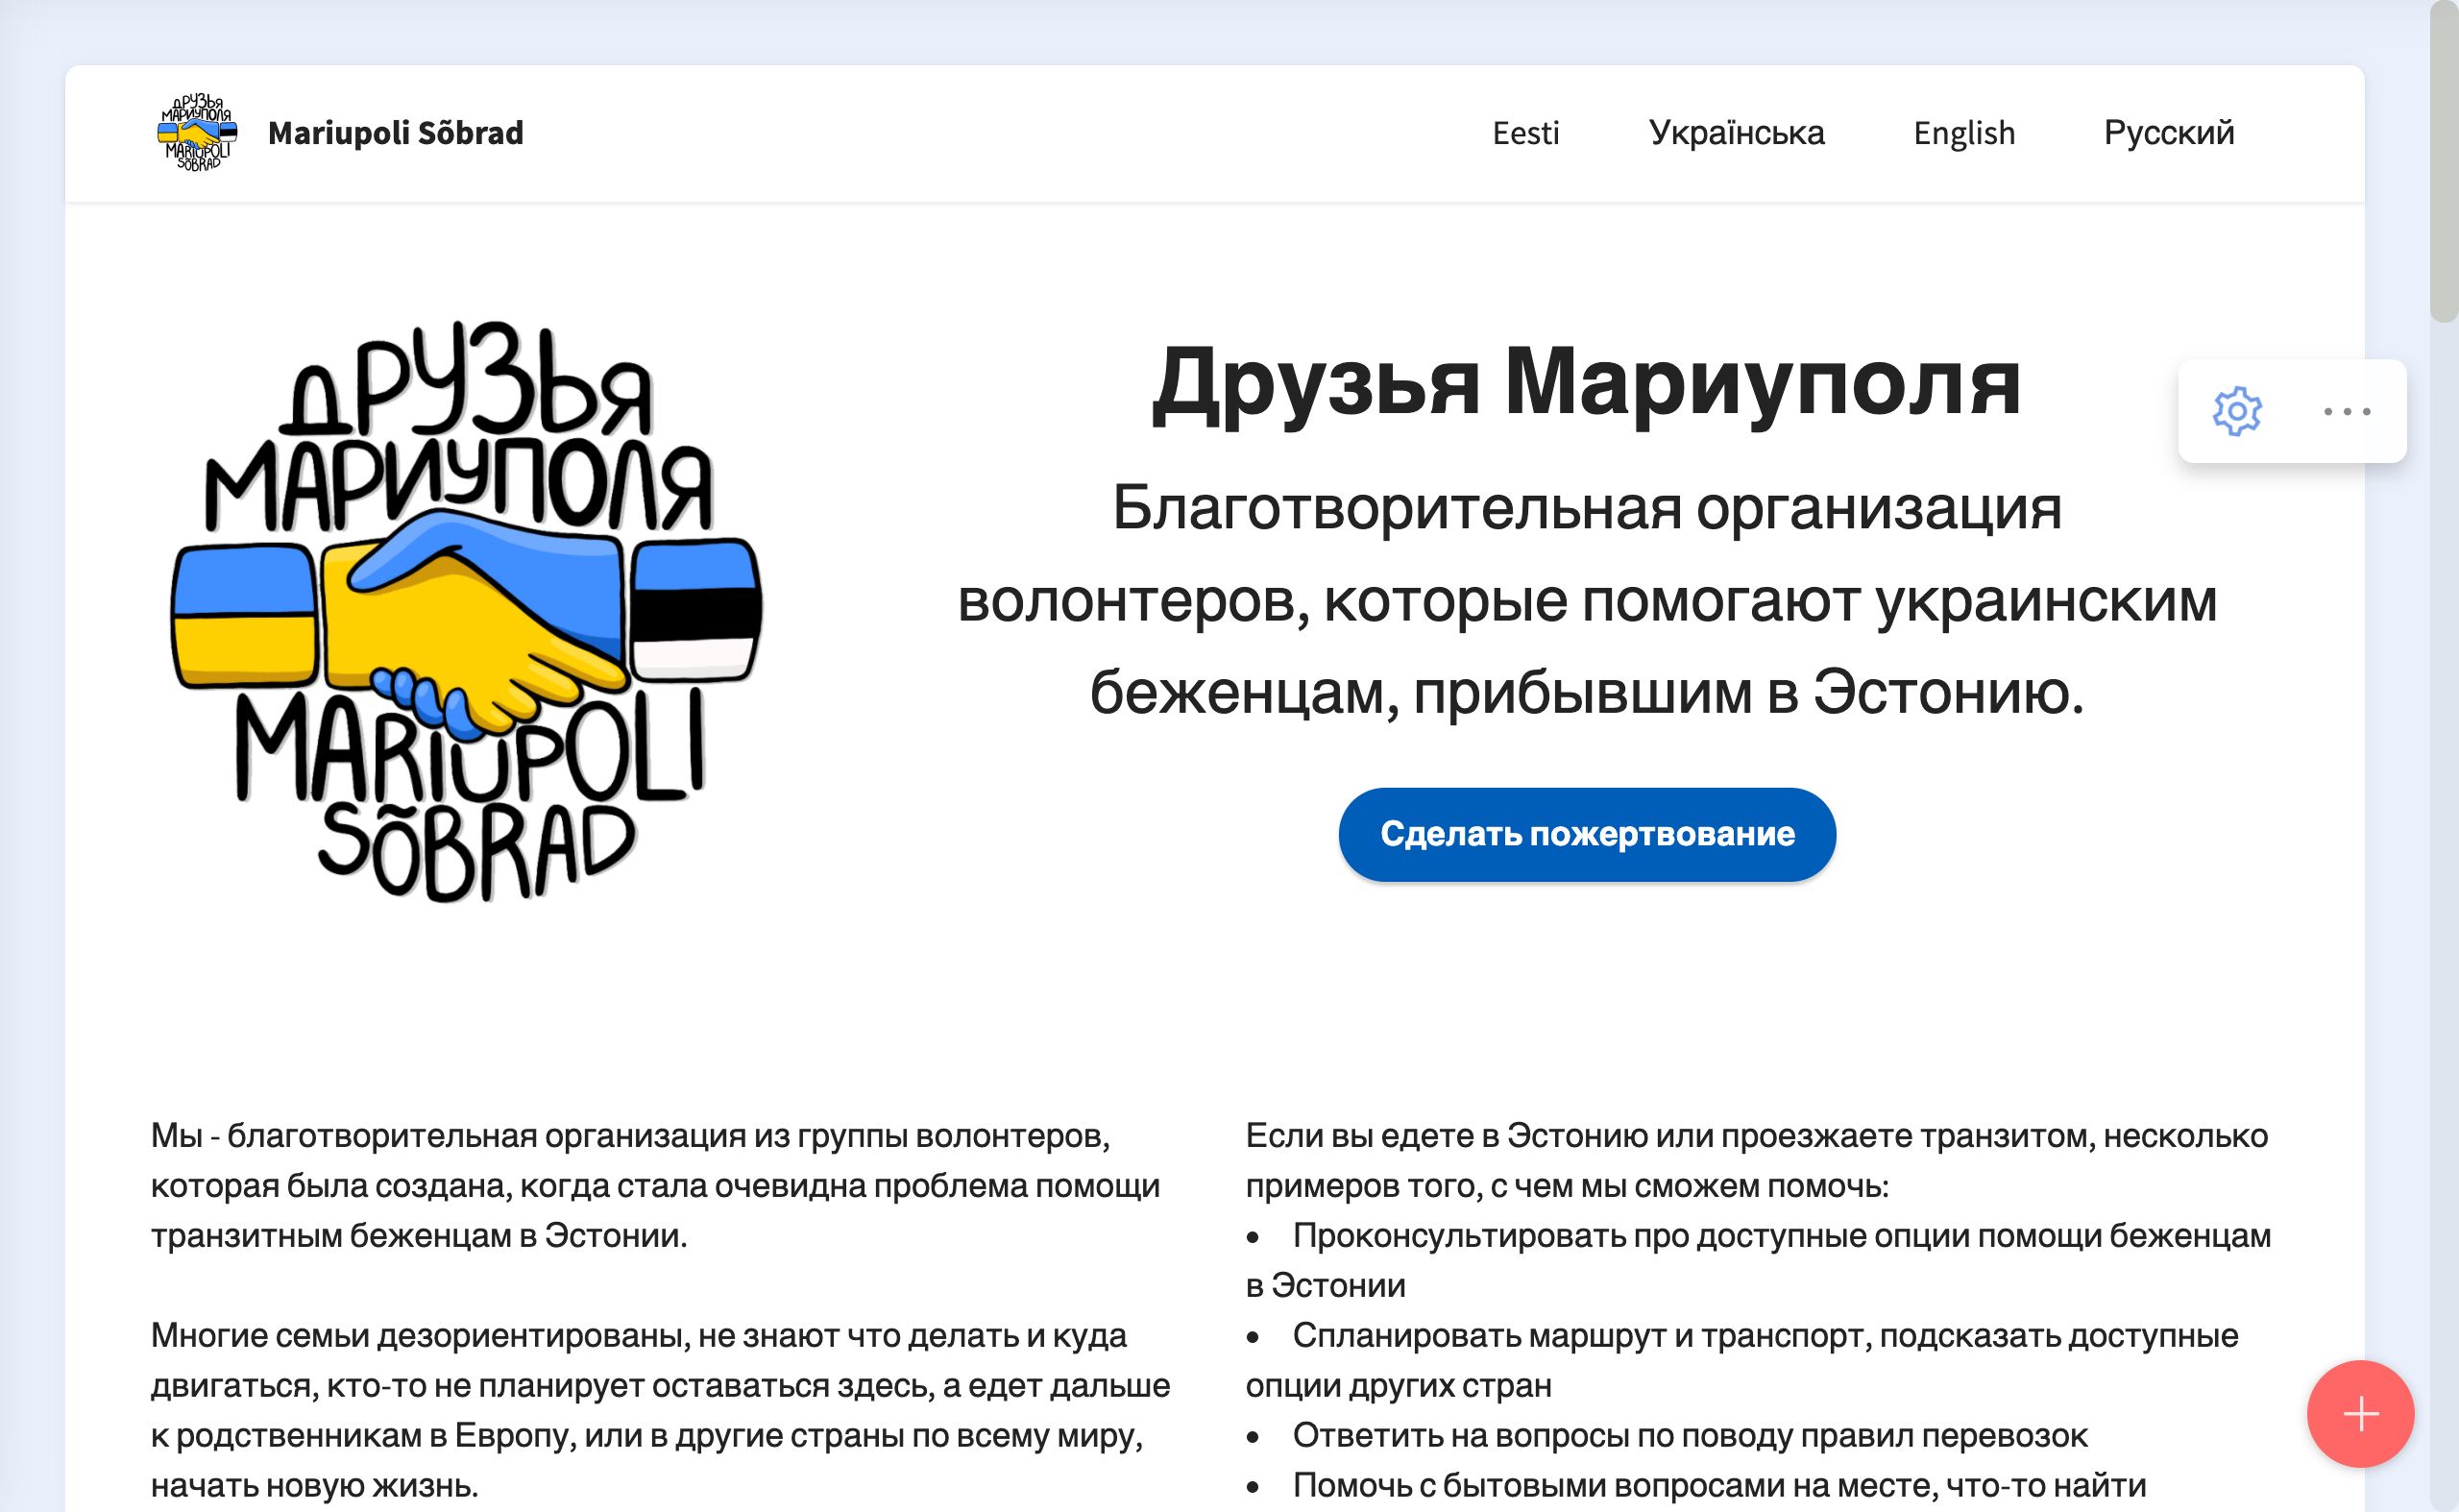 ДРУЗЬЯ
МАРИУПОЛЯ
MARIUPOLI
SÕBRAD
Mariupoli Sõbrad
Eesti
Українська
English
Русский
ДРУЗЬЯ
МАРИУПОЛЯ
MARIUPOLI
SÕBRAD
Друзья Мариуполя
Благотворительная организация
волонтеров, которые помогают украинским
беженцам, прибывшим в Эстонию.
Сделать пожертвование
Мы - благотворительная организация из группы волонтеров,
которая была создана, когда стала очевидна проблема помощи
транзитным беженцам в Эстонии.
Многие семьи дезориентированы, не знают что делать и куда
двигаться, кто-то не планирует оставаться здесь, а едет дальше
к родственникам в Европу, или в другие страны по всему миру,
начать новую жизнь.
Если вы едете в Эстонию или проезжаете транзитом, несколько
примеров того, с чем мы сможем помочь:
• Проконсультировать про доступные опции помощи беженцам
в Эстонии
• Спланировать маршрут и транспорт, подсказать доступные
опции других стран
• Ответить на вопросы по поводу правил перевозок
• Помочь с бытовыми вопросами на месте, что-то найти